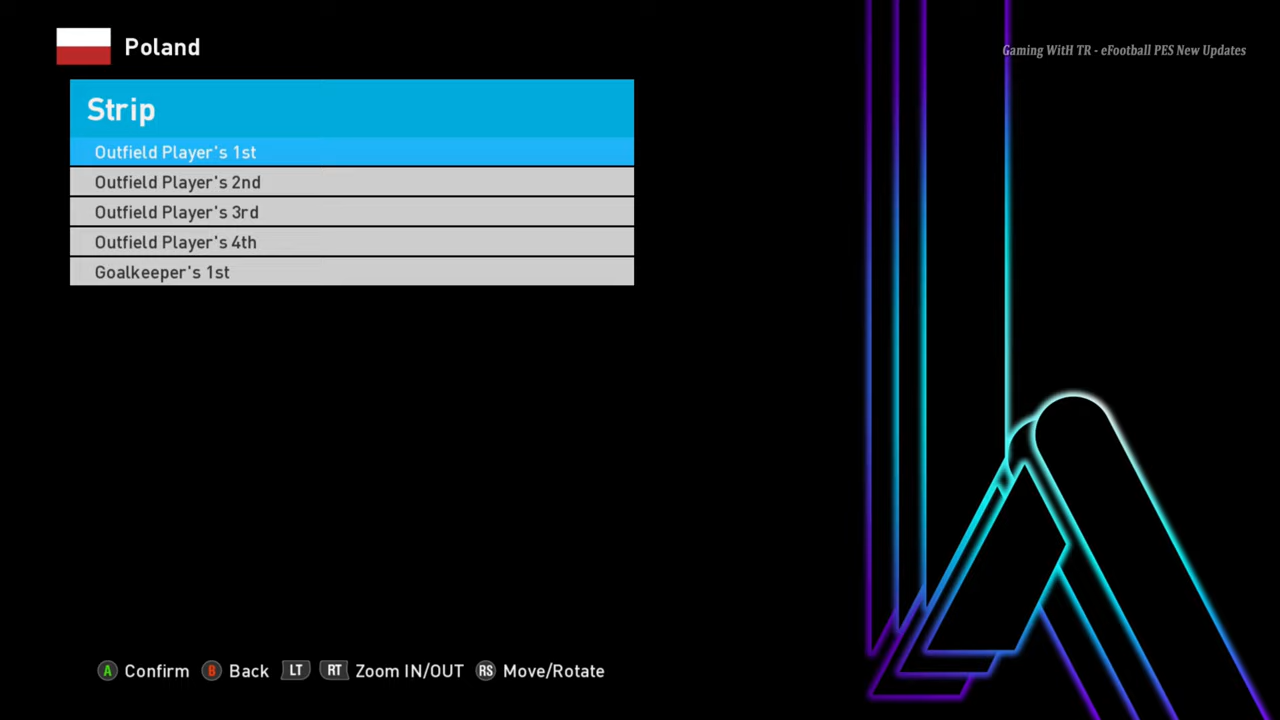 Poland
Gaming WitH TR - eFootball PES New Updates
Strip
Outfield Player's 1st
Outfield Player's 2nd
Outfield Player's 3rd
Outfield Player's 4th
Goalkeeper's 1st
A Confirm B Back LT RT Zoom IN/OUT RS Move/Rotate